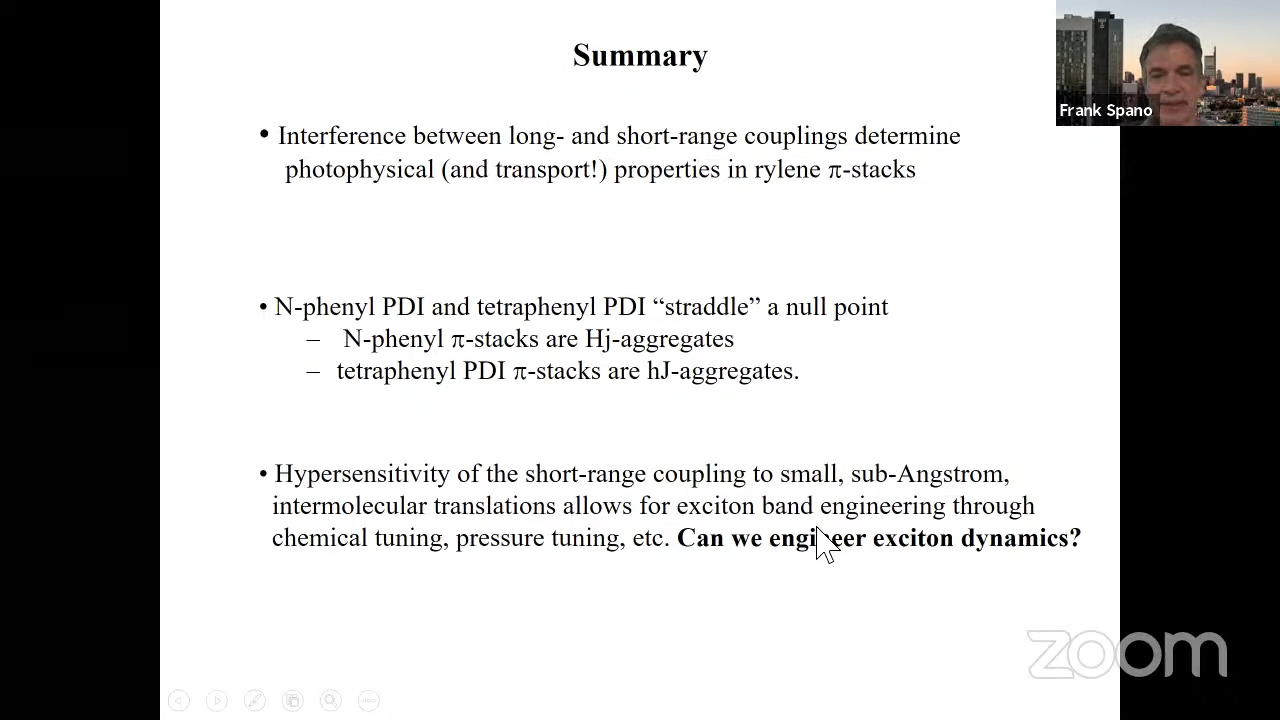 Summary
Frank Spano
• Interference between long- and short-range couplings determine
photophysical (and transport!) properties in rylene π-stacks
• N-phenyl PDI and tetraphenyl PDI “straddle” a null point
– N-phenyl π-stacks are Hj-aggregates
– tetraphenyl PDI π-stacks are hJ-aggregates.
• Hypersensitivity of the short-range coupling to small, sub-Angstrom,
intermolecular translations allows for exciton band engineering through
chemical tuning, pressure tuning, etc. Can we engineer exciton dynamics?
zoom